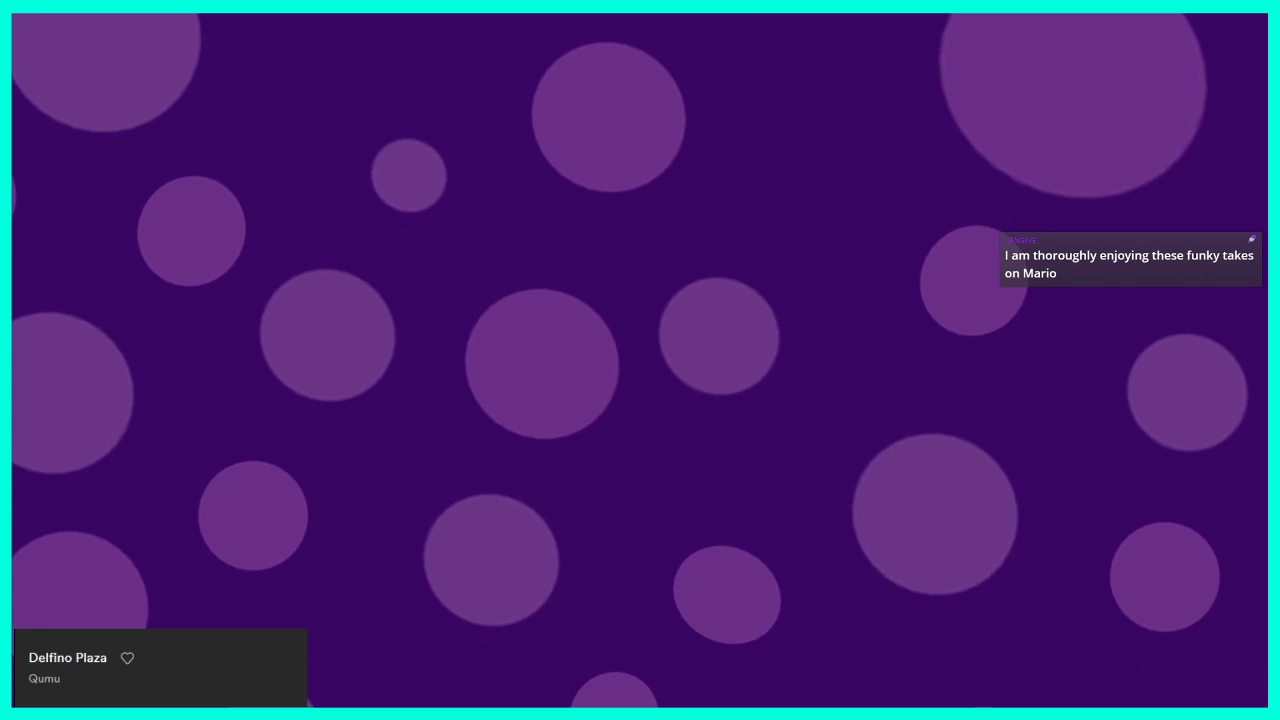 I am thoroughly enjoying these funky takes
on Mario
Delfino Plaza
Qumu